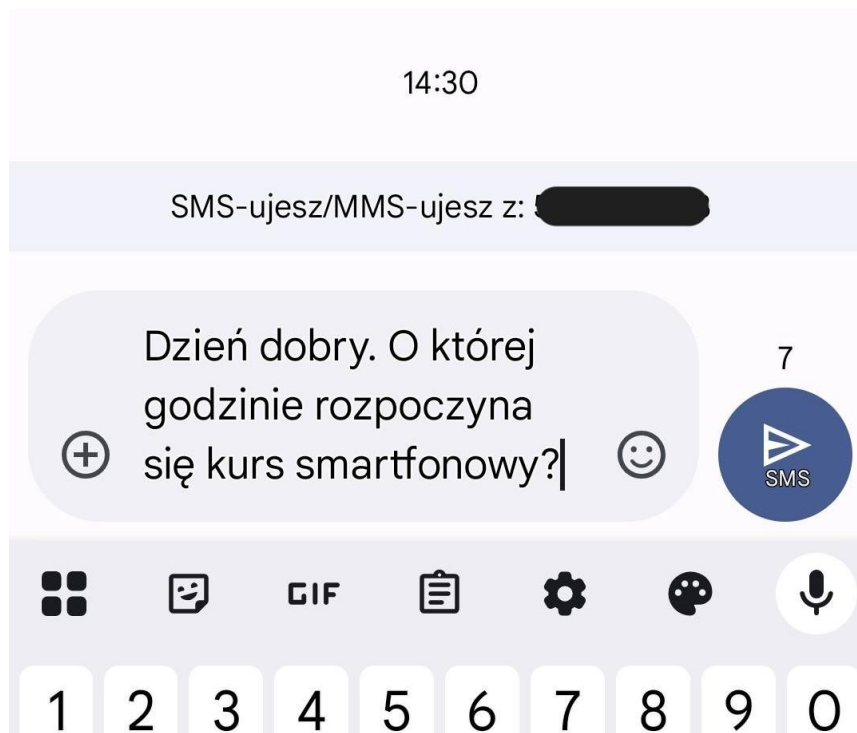 14:30
SMS-ujesz/MMS-ujesz z:
Dzień dobry. O której
godzinie rozpoczyna
się kurs smartfonowy?
7
SMS
GIF
1 2 3 4 5 6 7 8 9 0